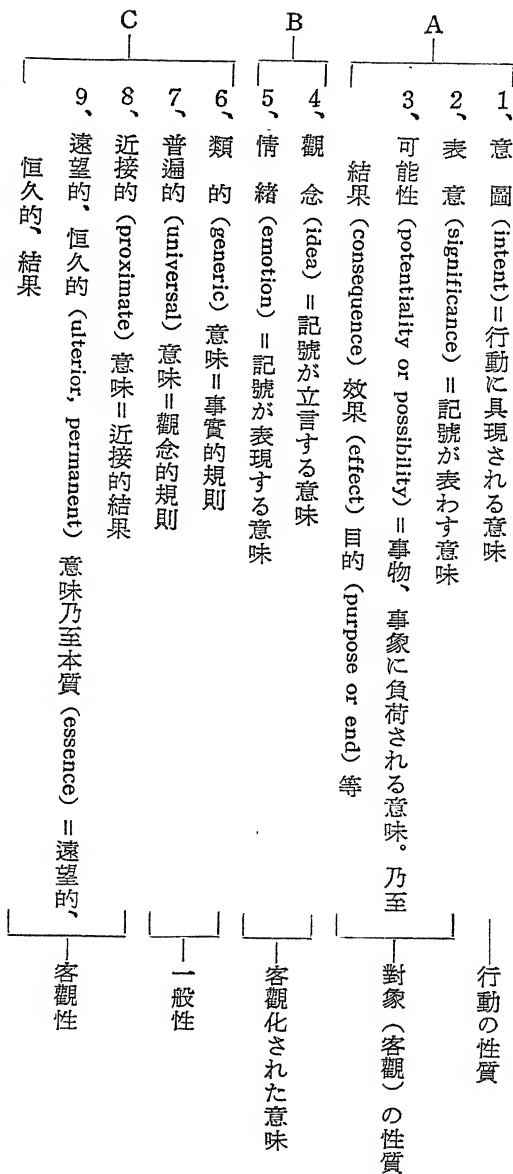 A
1、意　圖 (intent)＝行動に具現される意味
行動の性質
2、表　意 (significance)＝記號が表わす意味
3、可能性 (potentiality or possibility)＝事物、事象に負荷される意味。乃至
結果 (consequence) 效果 (effect) 目的 (purpose or end) 等
對象（客觀）の性質
B
4、觀　念 (idea)＝記號が立言する意味
5、情　緖 (emotion)＝記號が表現する意味
客觀化された意味
C
6、類　的 (generic) 意味＝事實的規則
7、普遍的 (universal) 意味＝觀念的規則
一般性
8、近接的 (proximate) 意味＝近接的結果
9、遠望的、恒久的 (ulterior, permanent) 意味乃至本質 (essence)＝遠望的、
恒久的、結果
客觀性